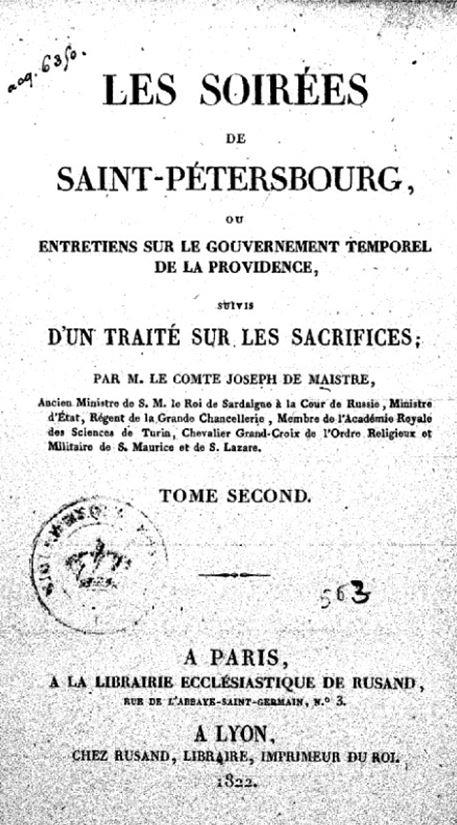 acq. 6350.
LES SOIRÉES
DE
SAINT-PÉTERSBOURG,
OU
ENTRETIENS SUR LE GOUVERNEMENT TEMPOREL
DE LA PROVIDENCE,
SUIVIS
D'UN TRAITÉ SUR LES SACRIFICES;
PAR M. LE COMTE JOSEPH DE MAISTRE,
Ancien Ministre de S. M. le Roi de Sardaigne à la Cour de Russie, Ministre
d'État, Régent de la Grande Chancellerie, Membre de l'Académie Royale
des Sciences de Turin, Chevalier Grand-Croix de l'Ordre Religieux et
Militaire de S. Maurice et de S. Lazare.
TOME SECOND.
563
A PARIS,
A LA LIBRAIRIE ECCLÉSIASTIQUE DE RUSAND,
RUE DE L'ABBAYE-SAINT-GERMAIN, N.º 3.
A LYON,
CHEZ RUSAND, LIBRAIRE, IMPRIMEUR DU ROI.
1822.